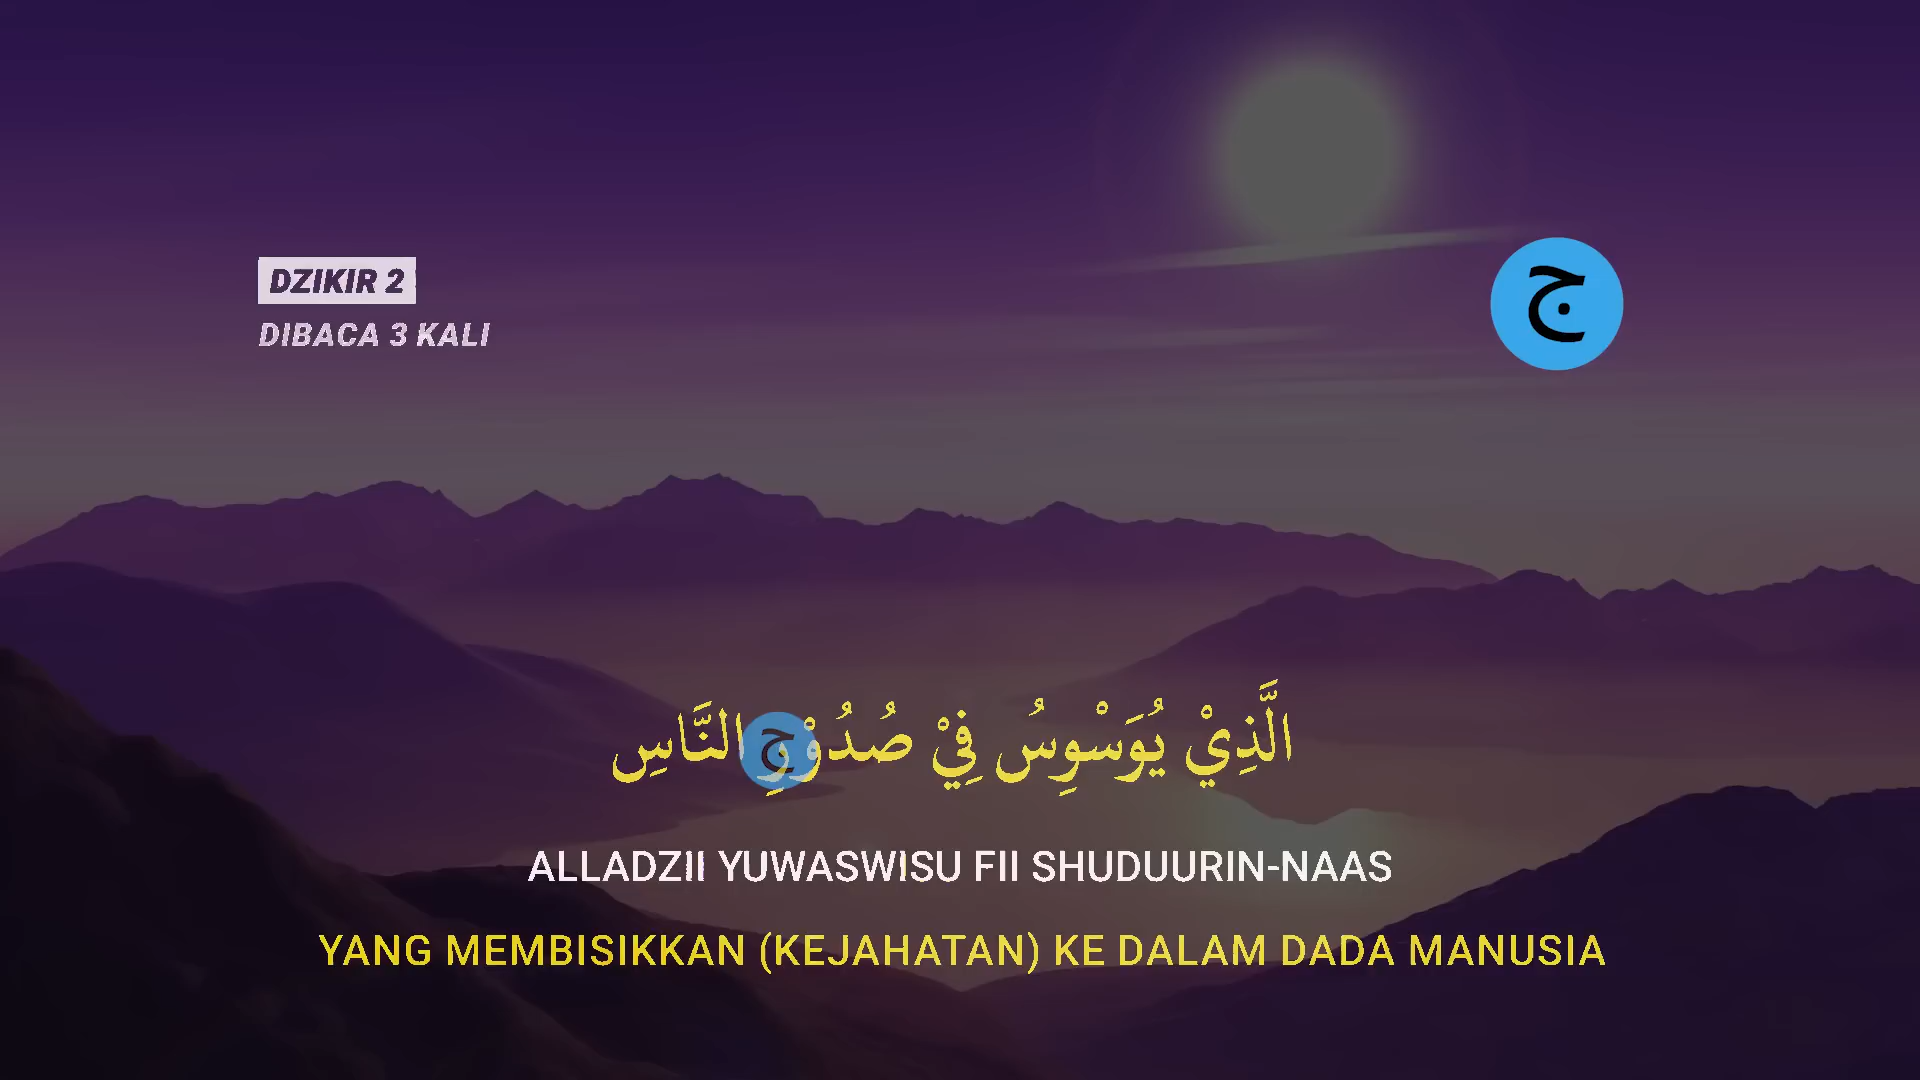 DZIKIR 2
DIBACA 3 KALI
ج
الَّذِيْ يُوَسْوِسُ فِيْ صُدُوْرِ النَّاسِ
ج
ALLADZII YUWASWISU FII SHUDUURIN-NAAS
YANG MEMBISIKKAN (KEJAHATAN) KE DALAM DADA MANUSIA